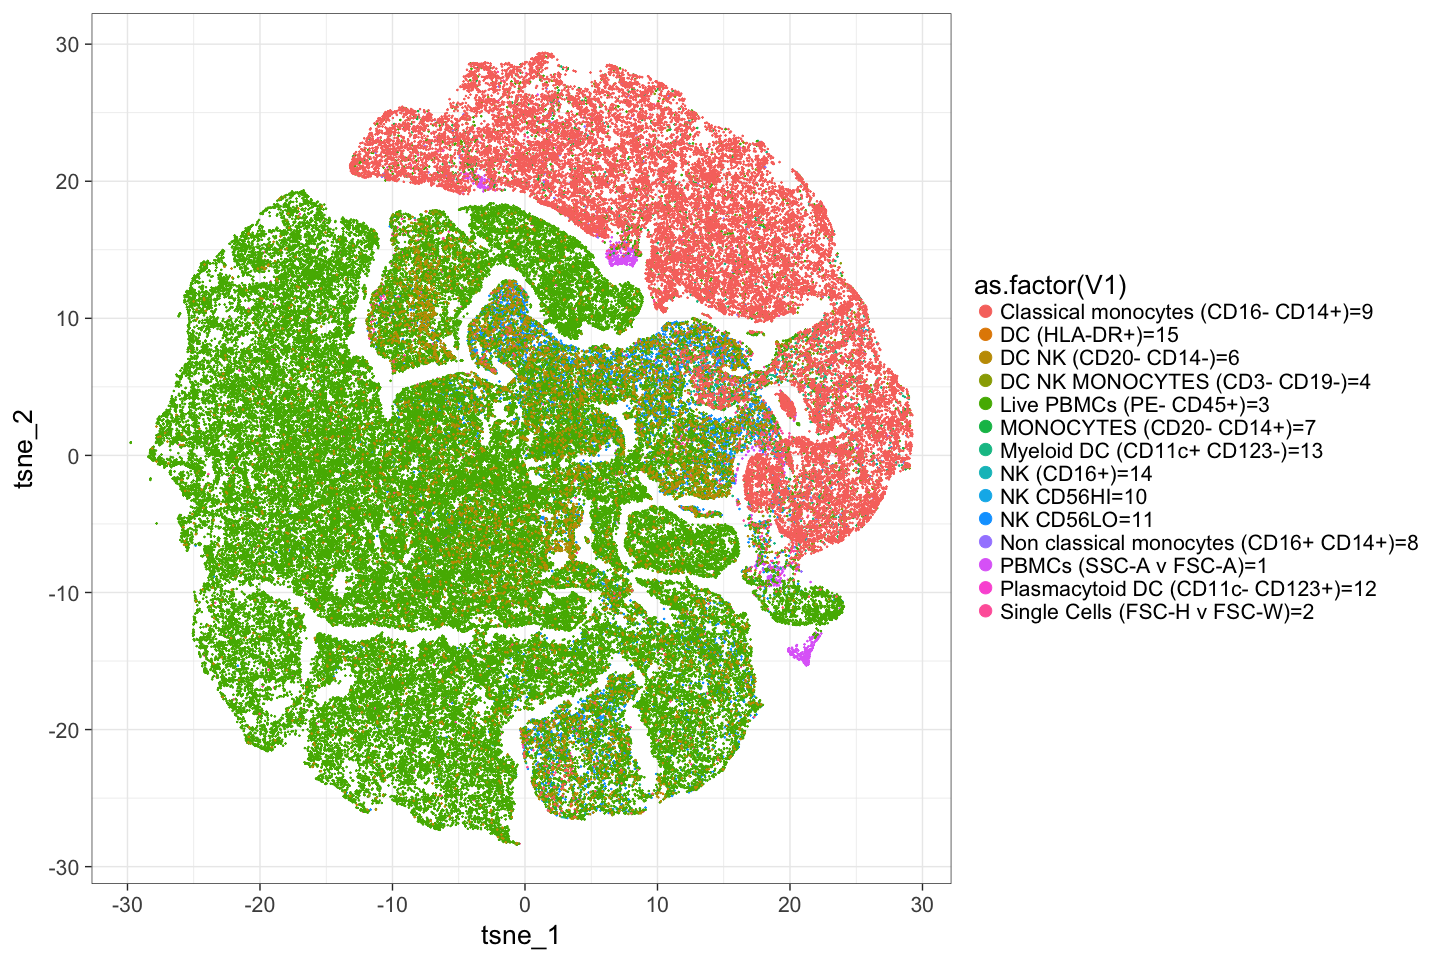 30
20
10
0
-10
-20
-30
tsne_2
-30
-20
-10
0
10
20
30
tsne_1
as.factor(V1)
Classical monocytes (CD16- CD14+)=9
DC (HLA-DR+)=15
DC NK (CD20- CD14-)=6
DC NK MONOCYTES (CD3- CD19-)=4
Live PBMCs (PE- CD45+)=3
MONOCYTES (CD20- CD14+)=7
Myeloid DC (CD11c+ CD123-)=13
NK (CD16+)=14
NK CD56HI=10
NK CD56LO=11
Non classical monocytes (CD16+ CD14+)=8
PBMCs (SSC-A v FSC-A)=1
Plasmacytoid DC (CD11c- CD123+)=12
Single Cells (FSC-H v FSC-W)=2